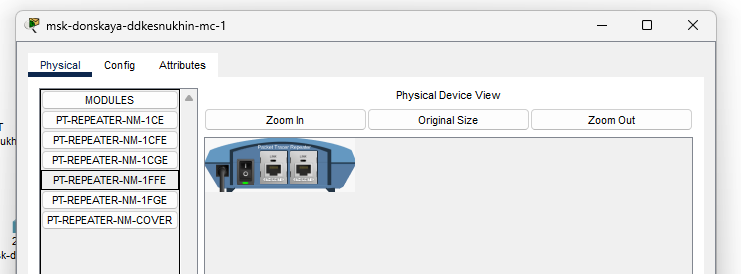 msk-donskaya-ddkesnukhin-mc-1
Physical
Config
Attributes
MODULES
PT-REPEATER-NM-1CE
PT-REPEATER-NM-1CFE
PT-REPEATER-NM-1CGE
PT-REPEATER-NM-1FFE
PT-REPEATER-NM-1FGE
PT-REPEATER-NM-COVER
Physical Device View
Zoom In
Original Size
Zoom Out
Packet Tracer Repeater